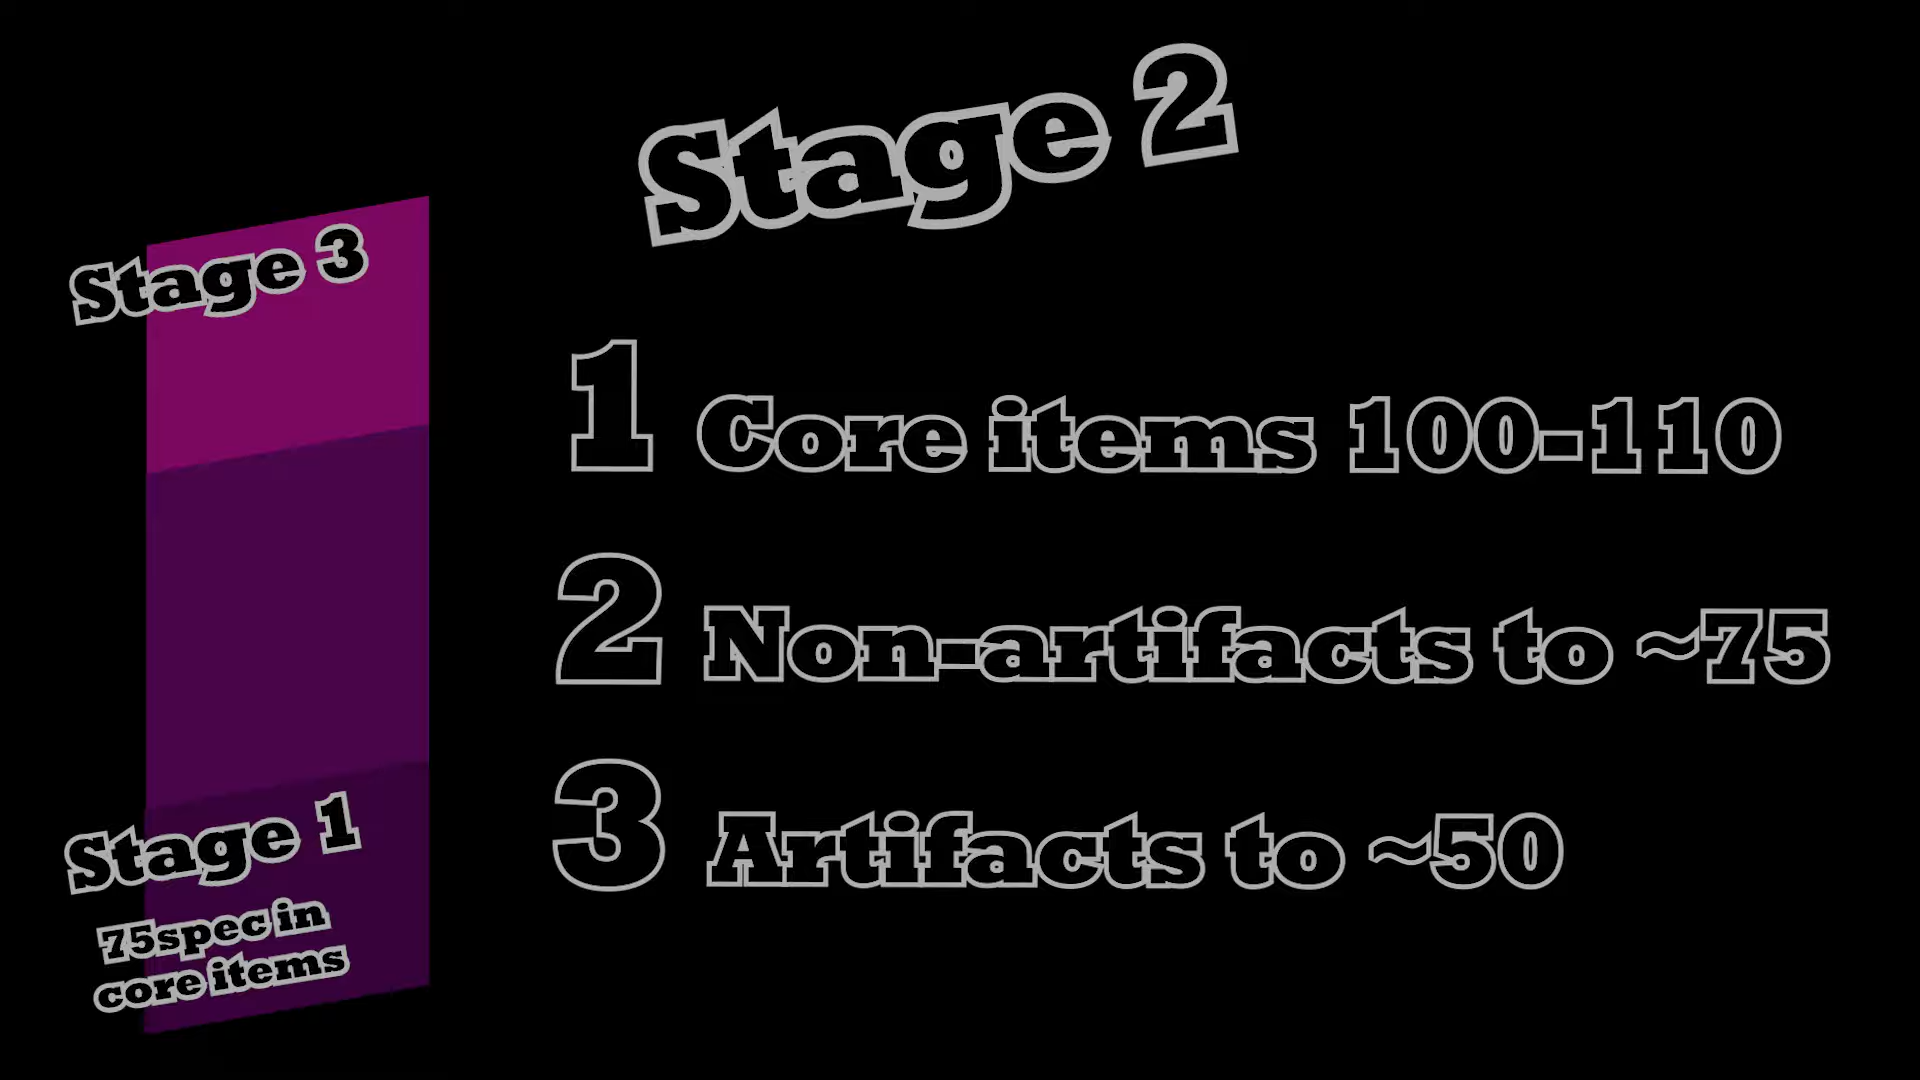 Stage 2
Stage 3
1 Core items 100-110
2 Non-artifacts to ~75
3 Artifacts to ~50
Stage 1
75spec in
core items